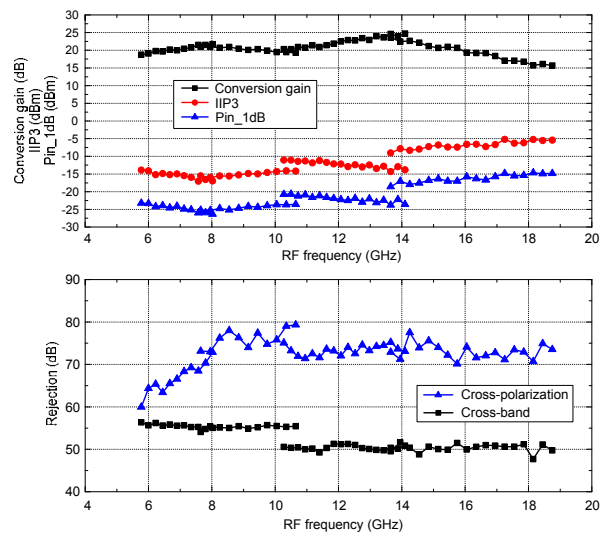 Conversion gain (dB)
IIP3 (dBm)
Pin_1dB (dBm)
30
25
20
15
10
5
0
-5
-10
-15
-20
-25
-30
Conversion gain
IIP3
Pin_1dB
4 6 8 10 12 14 16 18 20
RF frequency (GHz)
Rejection (dB)
90
80
70
60
50
40
Cross-polarization
Cross-band
4 6 8 10 12 14 16 18 20
RF frequency (GHz)